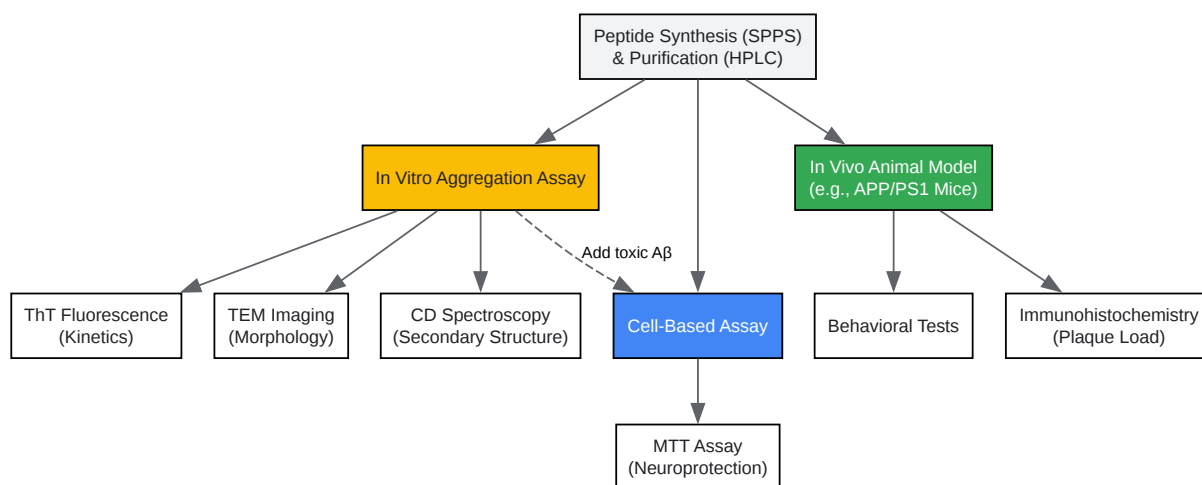 Peptide Synthesis (SPPS)
& Purification (HPLC)
In Vitro Aggregation Assay
In Vivo Animal Model
(e.g., APP/PS1 Mice)
Add toxic Aβ
ThT Fluorescence
(Kinetics)
TEM Imaging
(Morphology)
CD Spectroscopy
(Secondary Structure)
Cell-Based Assay
Behavioral Tests
Immunohistochemistry
(Plaque Load)
MTT Assay
(Neuroprotection)